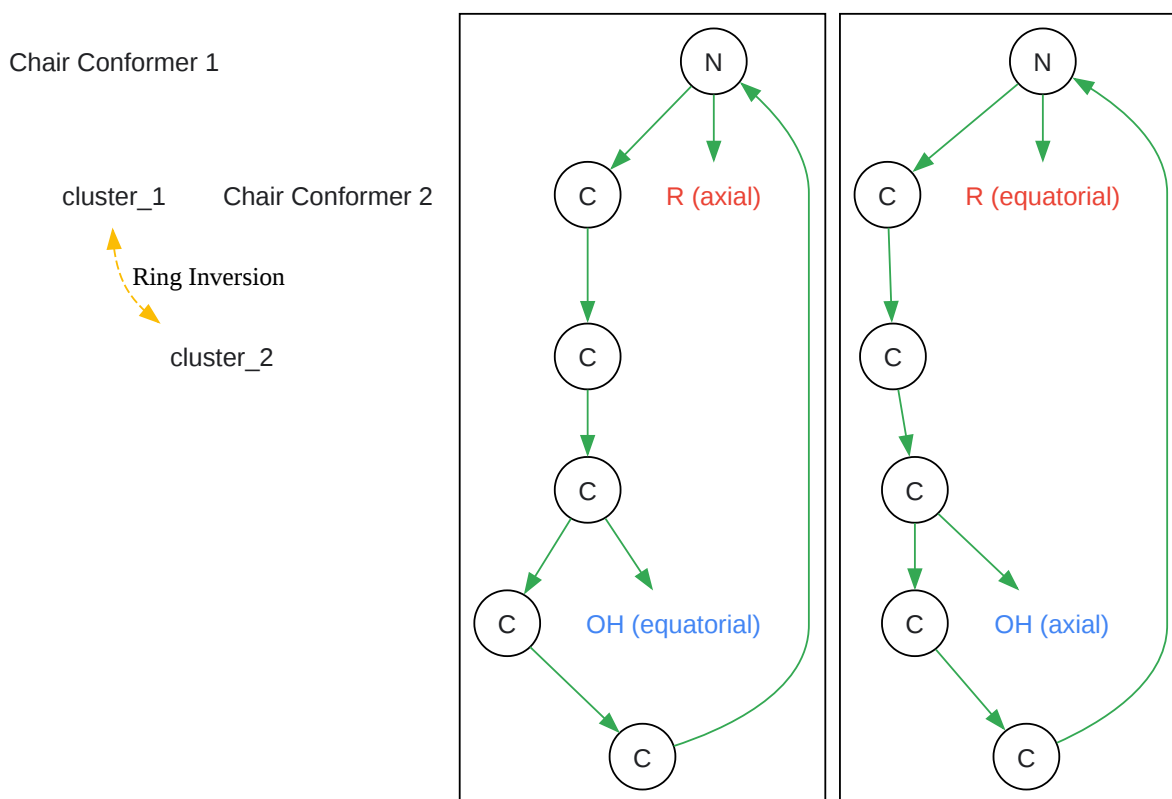 Chair Conformer 1
cluster_1
Chair Conformer 2
Ring Inversion
cluster_2
N
C
R (axial)
C
C
C
OH (equatorial)
C
N
C
R (equatorial)
C
C
C
OH (axial)
C